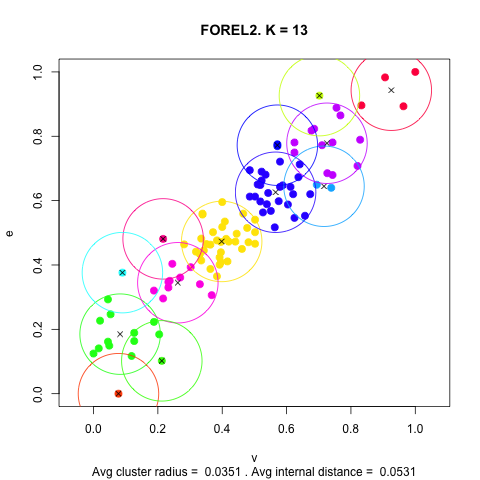 FOREL2. K = 13
1.0
0.8
0.6
e
0.4
0.2
0.0
0.0 0.2 0.4 0.6 0.8 1.0
v
Avg cluster radius = 0.0351 . Avg internal distance = 0.0531